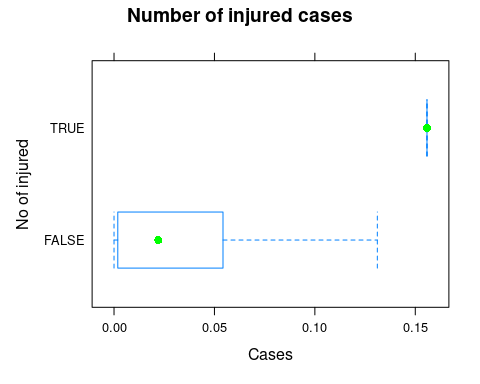 Number of injured cases
No of injured
TRUE
FALSE
0.00 0.05 0.10 0.15
Cases